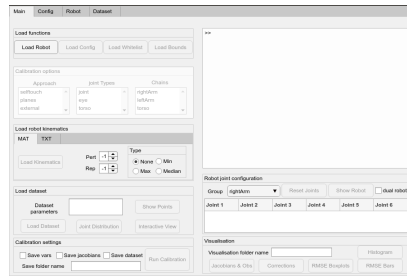 Main Config Robot Dataset
Load functions
Load Robot Load Config Load Whitelist Load Bounds
>>
Calibration options
Approach joint Types Chains
selftouch joint rightArm
planes eye leftArm
external torso torso
Load robot kinematics
MAT TXT
Type
Load Kinematics Pert -1 None Min
Rep -1 Max Median
Load dataset
Dataset parameters Show Points
Load Dataset Joint Distribution Interactive View
Calibration settings
Save vars Save jacobians Save dataset Run Calibration
Save folder name
Robot joint configuration
Group rightArm Reset Joints Show Robot dual robot
Joint 1 Joint 2 Joint 3 Joint 4 Joint 5 Joint 6
Visualisation
Visualisation folder name Histogram
Jacobians & Obs Corrections RMSE Boxplots RMSE Bars